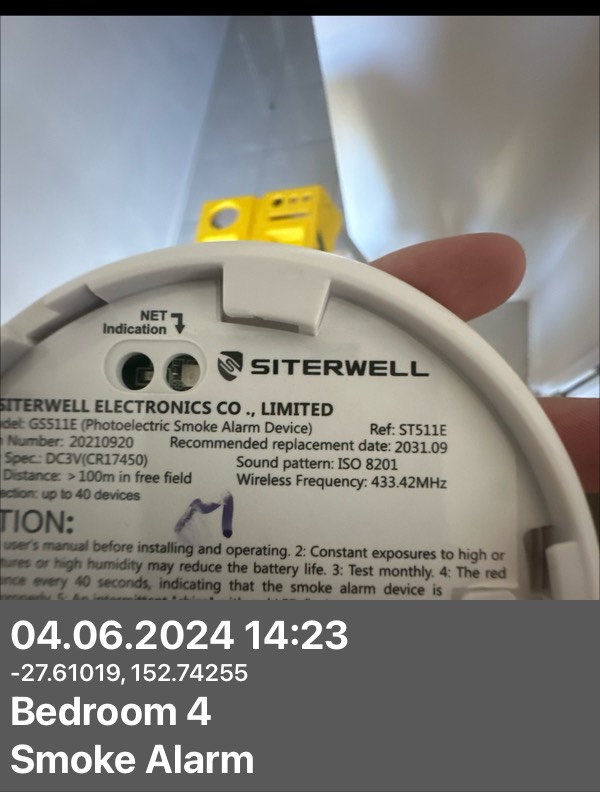 NET
Indication
SITERWELL
SITERWELL ELECTRONICS CO ., LIMITED
GS511E (Photoelectric Smoke Alarm Device) Ref: ST511E
Number: 20210920 Recommended replacement date: 2031.09
Spec.: DC3V(CR17450) Sound pattern: ISO 8201
Distance: > 100m in free field Wireless Frequency: 433.42MHz
up to 40 devices
TION:
user's manual before installing and operating. 2: Constant exposures to high or
or high humidity may reduce the battery life. 3: Test monthly. 4: The red
every 40 seconds, indicating that the smoke alarm device is
04.06.2024 14:23
-27.61019, 152.74255
Bedroom 4
Smoke Alarm